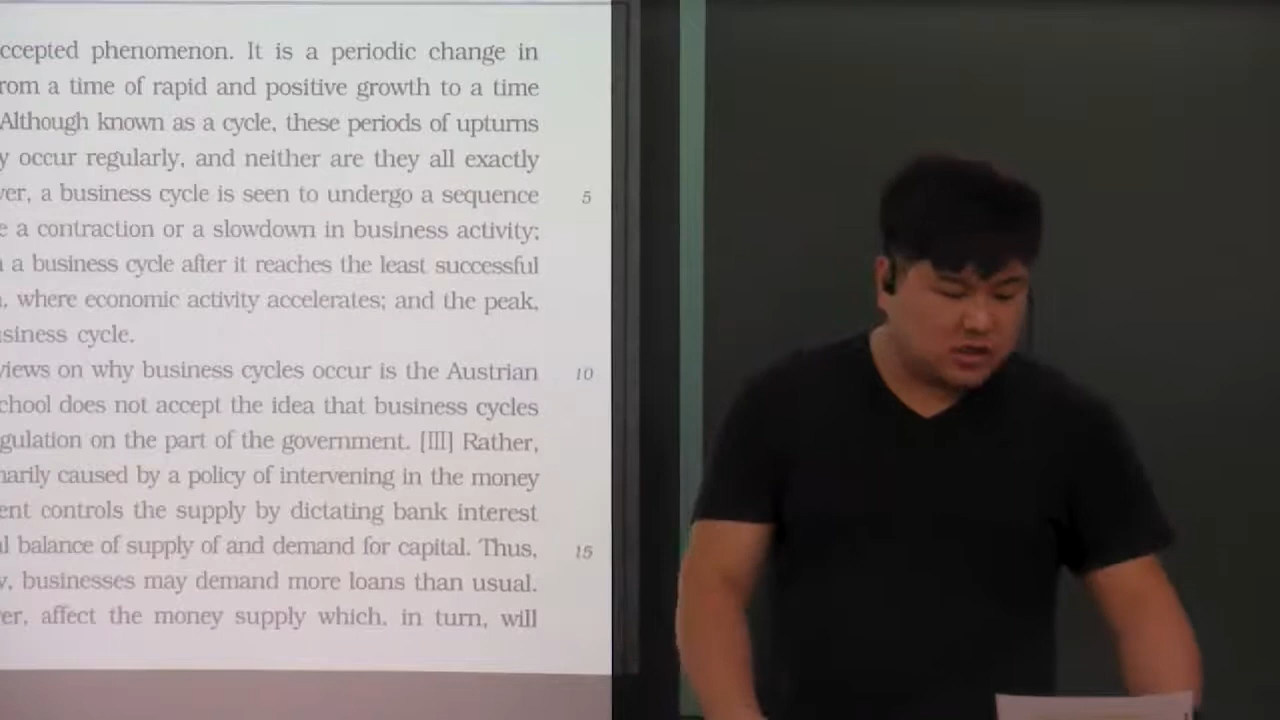 ccepted phenomenon. It is a periodic change in
rom a time of rapid and positive growth to a time
Although known as a cycle, these periods of upturns
y occur regularly, and neither are they all exactly
ver, a business cycle is seen to undergo a sequence 5
e a contraction or a slowdown in business activity;
a business cycle after it reaches the least successful
, where economic activity accelerates; and the peak,
usiness cycle.
views on why business cycles occur is the Austrian 10
chool does not accept the idea that business cycles
gulation on the part of the government. [III] Rather,
narily caused by a policy of intervening in the money
ent controls the supply by dictating bank interest
l balance of supply of and demand for capital. Thus, 15
, businesses may demand more loans than usual.
er, affect the money supply which, in turn, will